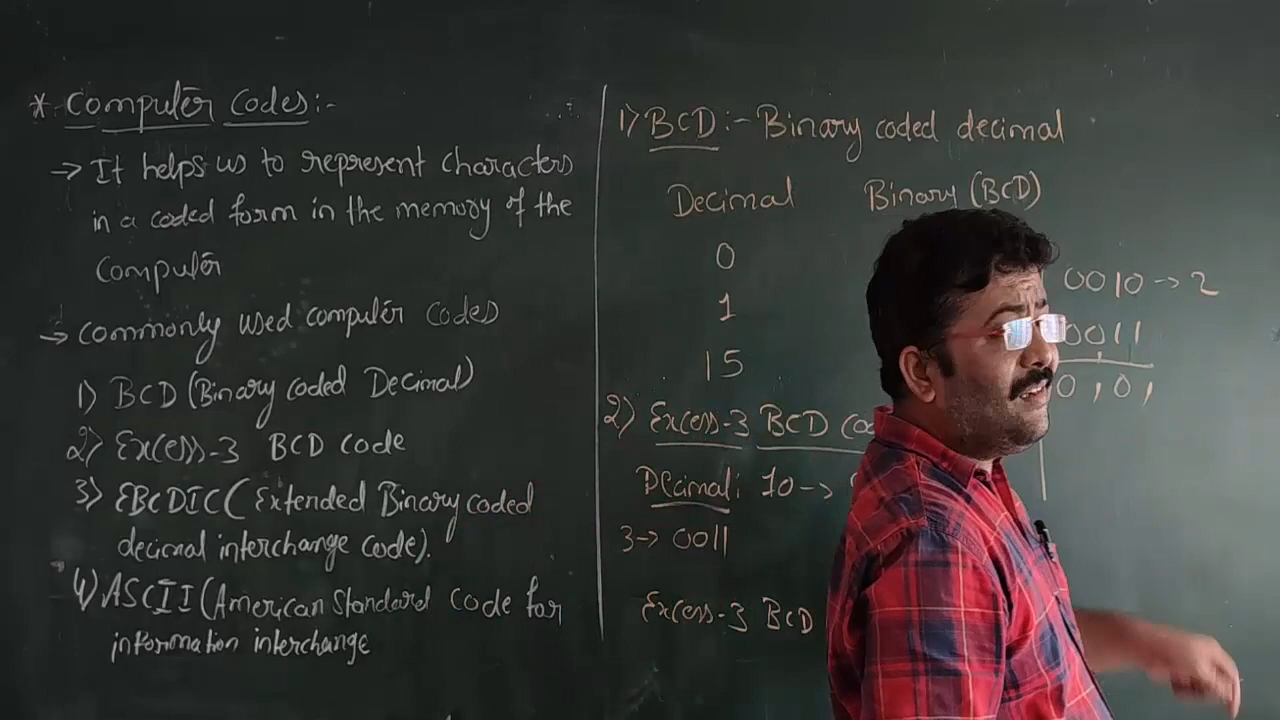 * Computer Codes:-
→ It helps us to represent characters
in a coded form in the memory of the
Computer
→ Commonly used computer codes
1) BCD (Binary coded Decimal)
2) Excess-3 BCD code
3) EBCDIC (Extended Binary coded
decimal interchange code).
4) ASCII (American Standard Code for
information interchange
1) BCD:- Binary coded decimal
Decimal Binary (BCD)
0
1
15
2) Excess-3 BCD
Decimal: 10→
3→ 0011
Excess-3 BCD
0010→2
0011